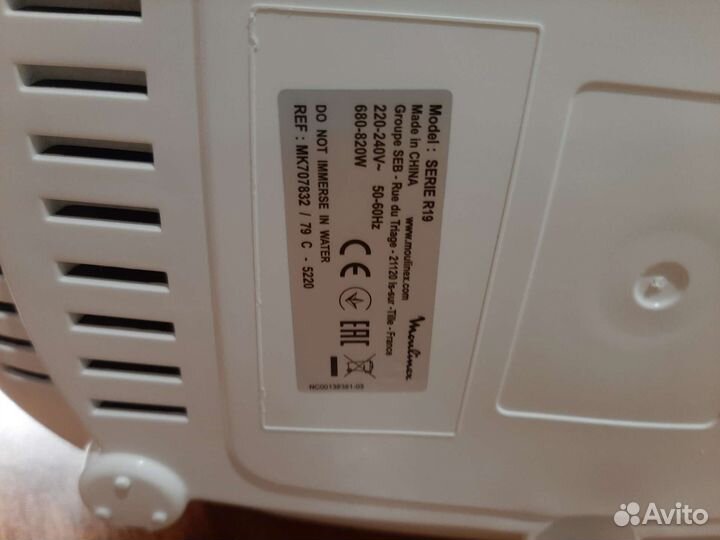 Model : SERIE R19
Made in CHINA www.moulinex.com
Groupe SEB - Rue du Triage - 21120 Is-sur -Tille - France
220-240V~ 50-60Hz
680-820W
DO NOT IMMERSE IN WATER
REF : MK707832 / 79 C - 5220
Moulinex
CE
EAC
NC00138381-03
Avito